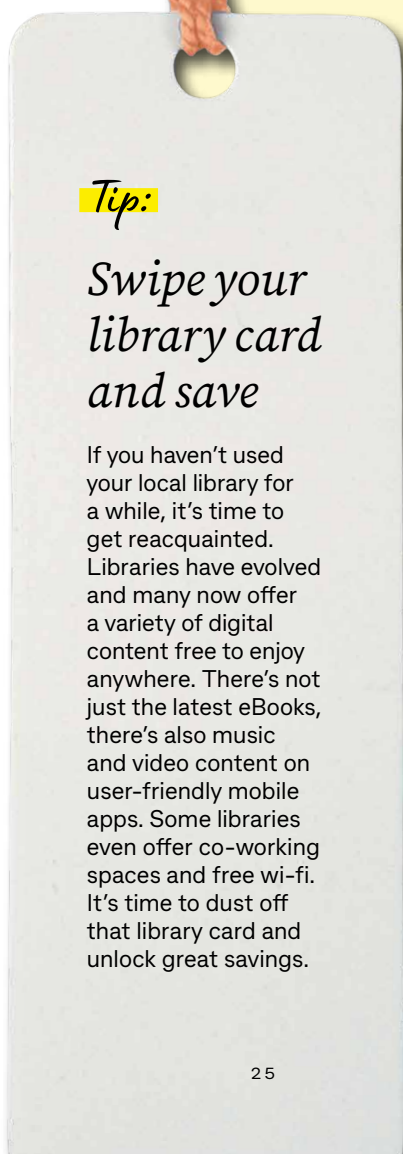 Tip:
Swipe your
library card
and save
If you haven’t used
your local library for
a while, it’s time to
get reacquainted.
Libraries have evolved
and many now offer
a variety of digital
content free to enjoy
anywhere. There’s not
just the latest eBooks,
there’s also music
and video content on
user-friendly mobile
apps. Some libraries
even offer co-working
spaces and free wi-fi.
It’s time to dust off
that library card and
unlock great savings.
25